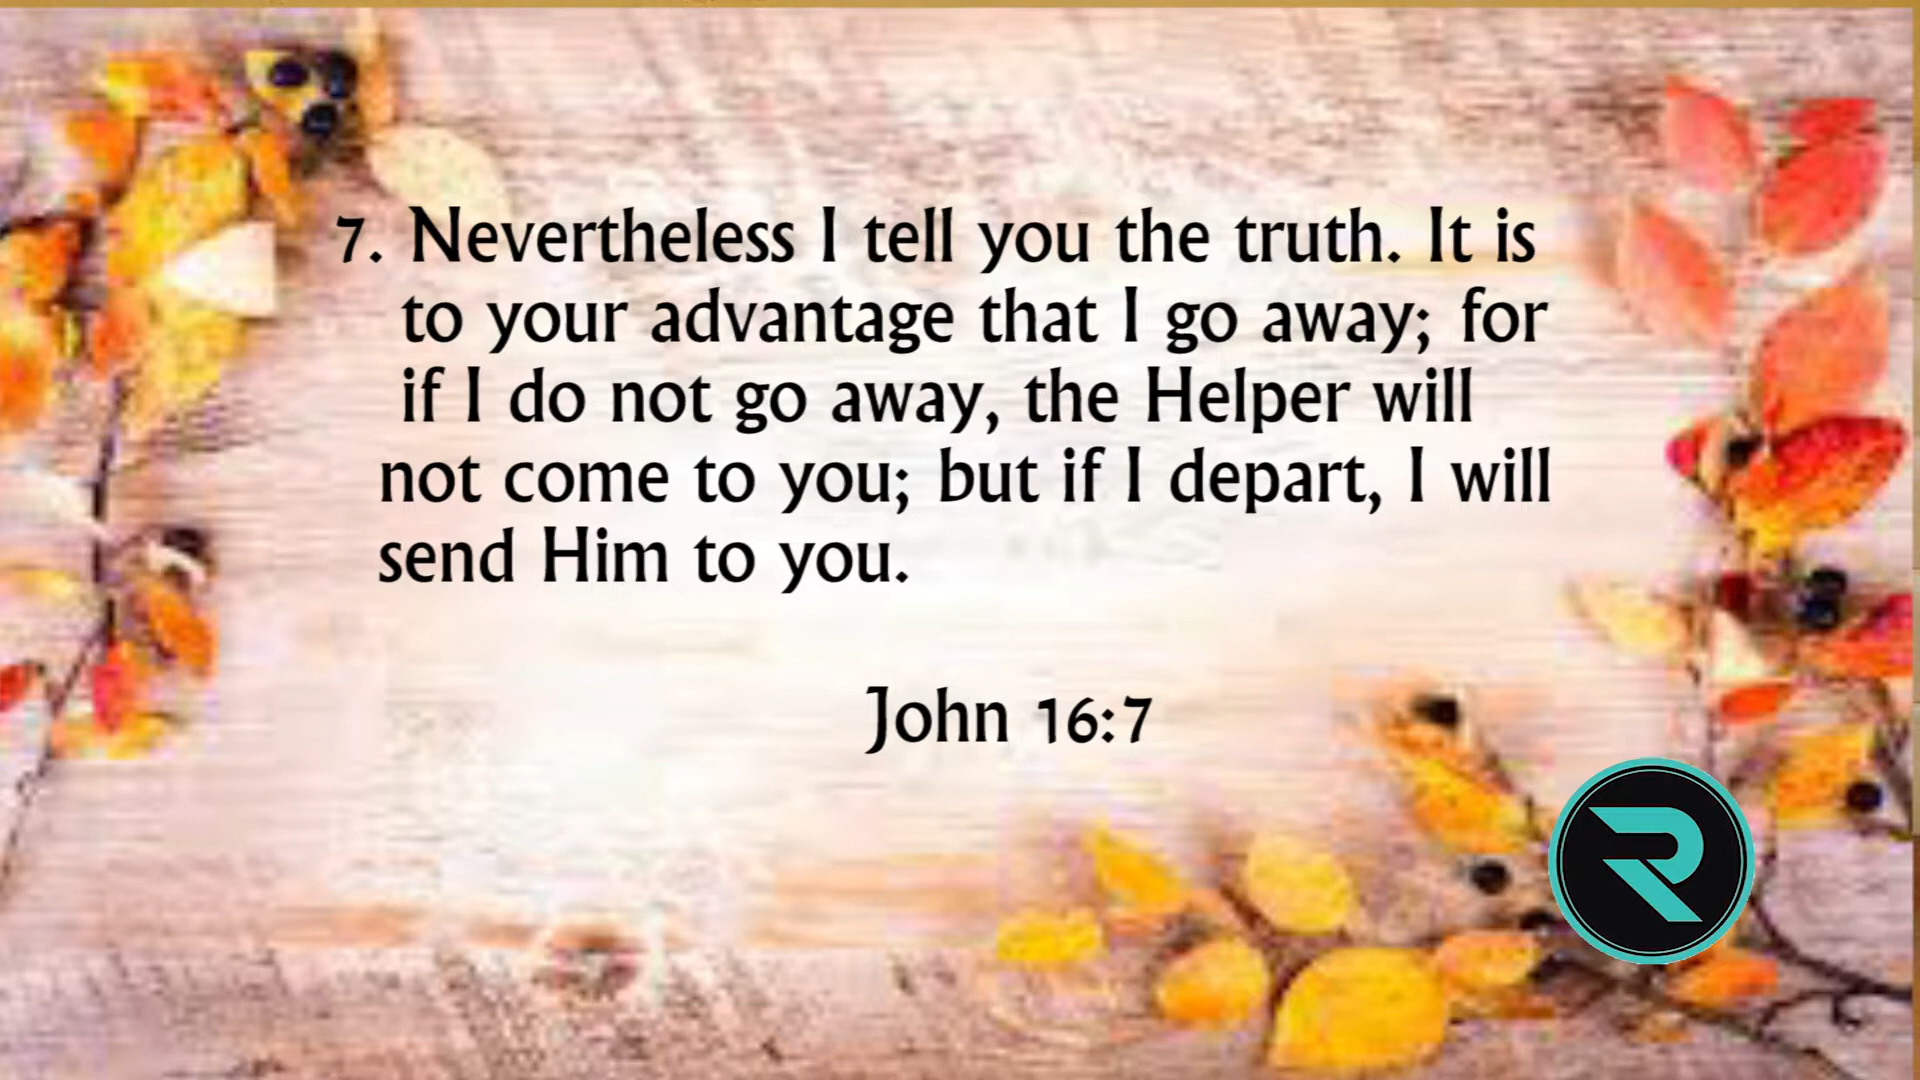 7. Nevertheless I tell you the truth. It is
to your advantage that I go away; for
if I do not go away, the Helper will
not come to you; but if I depart, I will
send Him to you.
John 16:7
R